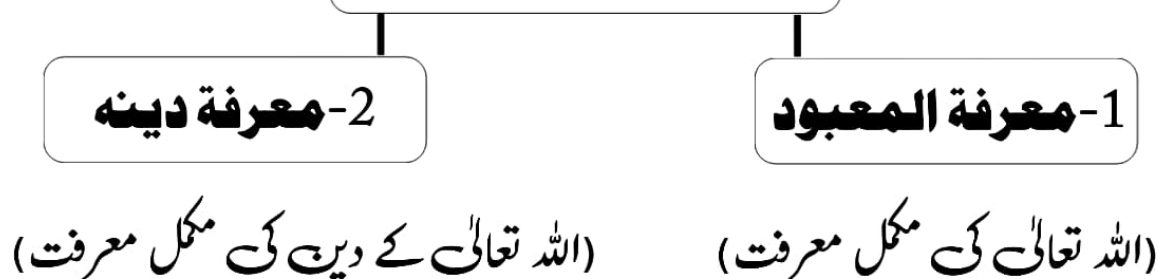 1-معرفة المعبود
2-معرفة دينه
(اللہ تعالیٰ کی مکمل معرفت)
(اللہ تعالیٰ کے دین کی مکمل معرفت)